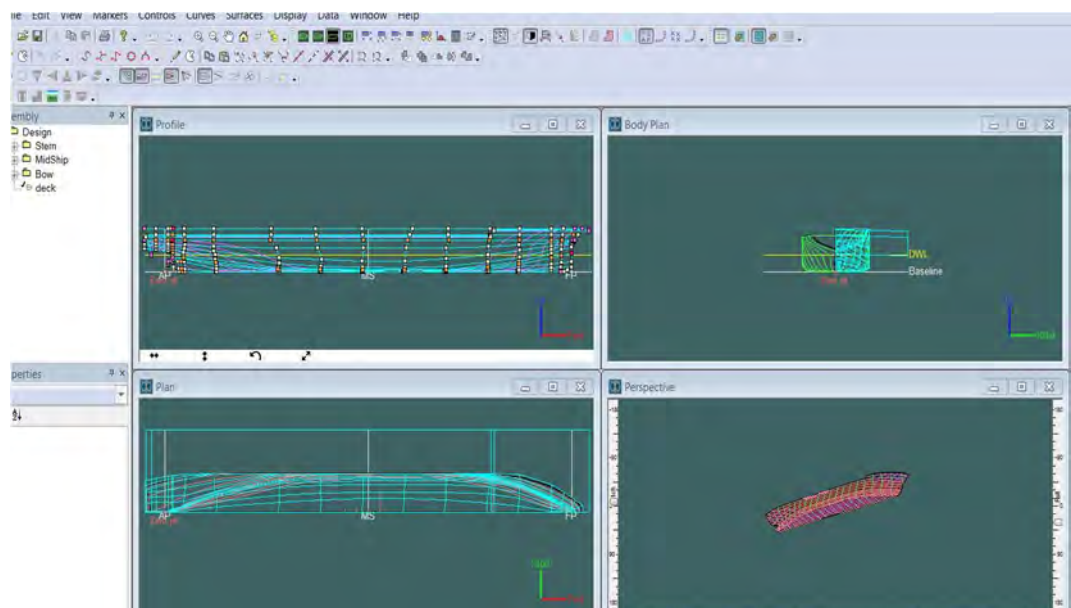 le Edit View Markers Controls Curves Surfaces Display Data Window Help
embly
Design
Stern
MidShip
Bow
deck
Profile
AP
MS
FP
Body Plan
DWL
Baseline
perties
Plan
AP
MS
FP
Perspective